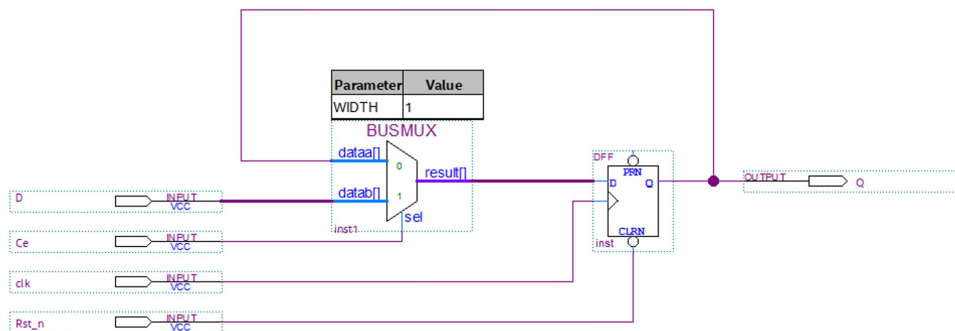 Parameter Value
WIDTH 1
BUSMUX
dataa[] 0
result[]
datab[] 1
sel
inst1
DFF
PRN
D Q
CLRN
inst
OUTPUT Q
D INPUT
VCC
Ce INPUT
VCC
clk INPUT
VCC
Rst_n INPUT
VCC